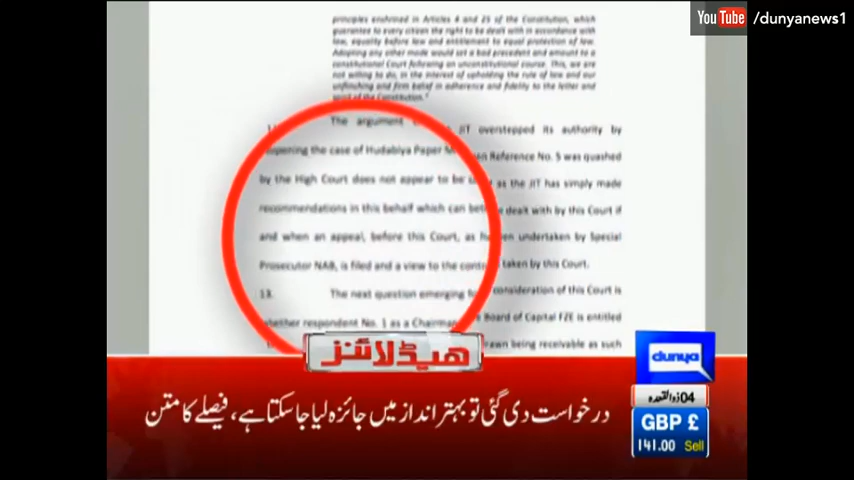 You Tube /dunyanews1
principles enshrined in Articles 4 and 25 of the Constitution, which
guarantee to every citizen the right to be dealt with in accordance with
law, equality before law and entitlement to equal protection of law.
Adopting any other mode would set a bad precedent and amount to a
constitutional Court following an unconstitutional course. This, we are
not willing to do, in the interest of upholding the rule of law and our
unflinching and firm belief in adherence and fidelity to the letter and
spirit of the Constitution."
The argument JIT overstepped its authority by
the case of Hudabiya Paper Reference No. 5 was quashed
by the High Court does not appear to be as the JIT has simply made
recommendations in this behalf which can be dealt with by this Court if
and when an appeal, before this Court, as undertaken by Special
Prosecutor NAB, is filed and a view to the taken by this Court.
13. The next question emerging consideration of this Court is
whether respondent No. 1 as a Chairman Board of Capital FZE is entitled
drawn being receivable as such
ہیڈلائنز
dunya
درخواست دی گئی تو بہتر انداز میں جائزہ لیا جا سکتا ہے، فیصلے کا متن
04 ذوالقعدہ
GBP £
141.00 Sell